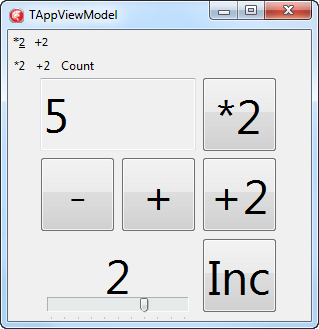 TAppViewModel
*2 +2
*2 +2 Count
5 *2
- + +2
2 Inc